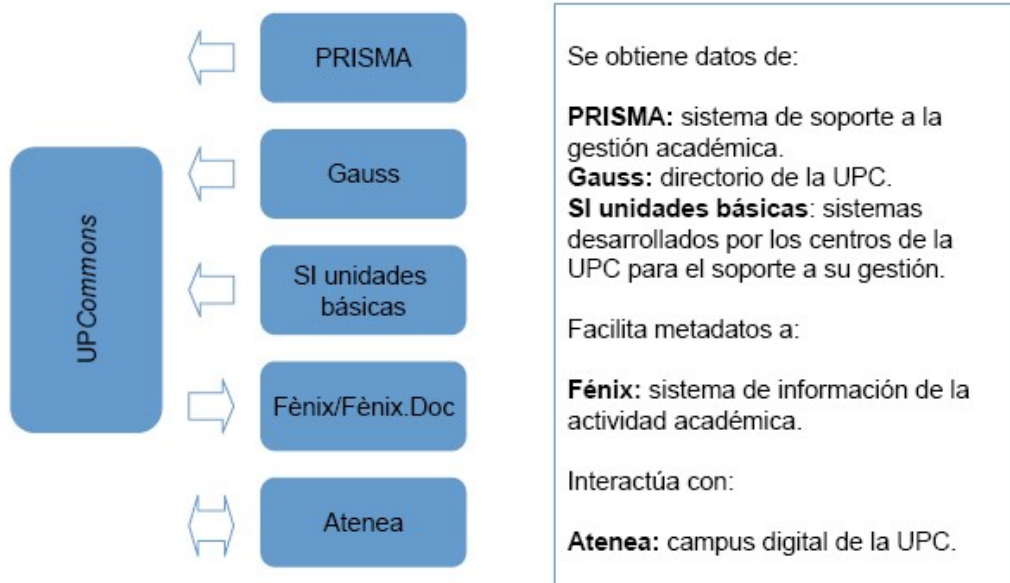 PRISMA
Gauss
UPCommons
SI unidades
básicas
Fènix/Fènix.Doc
Atenea
Se obtiene datos de:
PRISMA: sistema de soporte a la
gestión académica.
Gauss: directorio de la UPC.
SI unidades básicas: sistemas
desarrollados por los centros de la
UPC para el soporte a su gestión.
Facilita metadatos a:
Fénix: sistema de información de la
actividad académica.
Interactúa con:
Atenea: campus digital de la UPC.